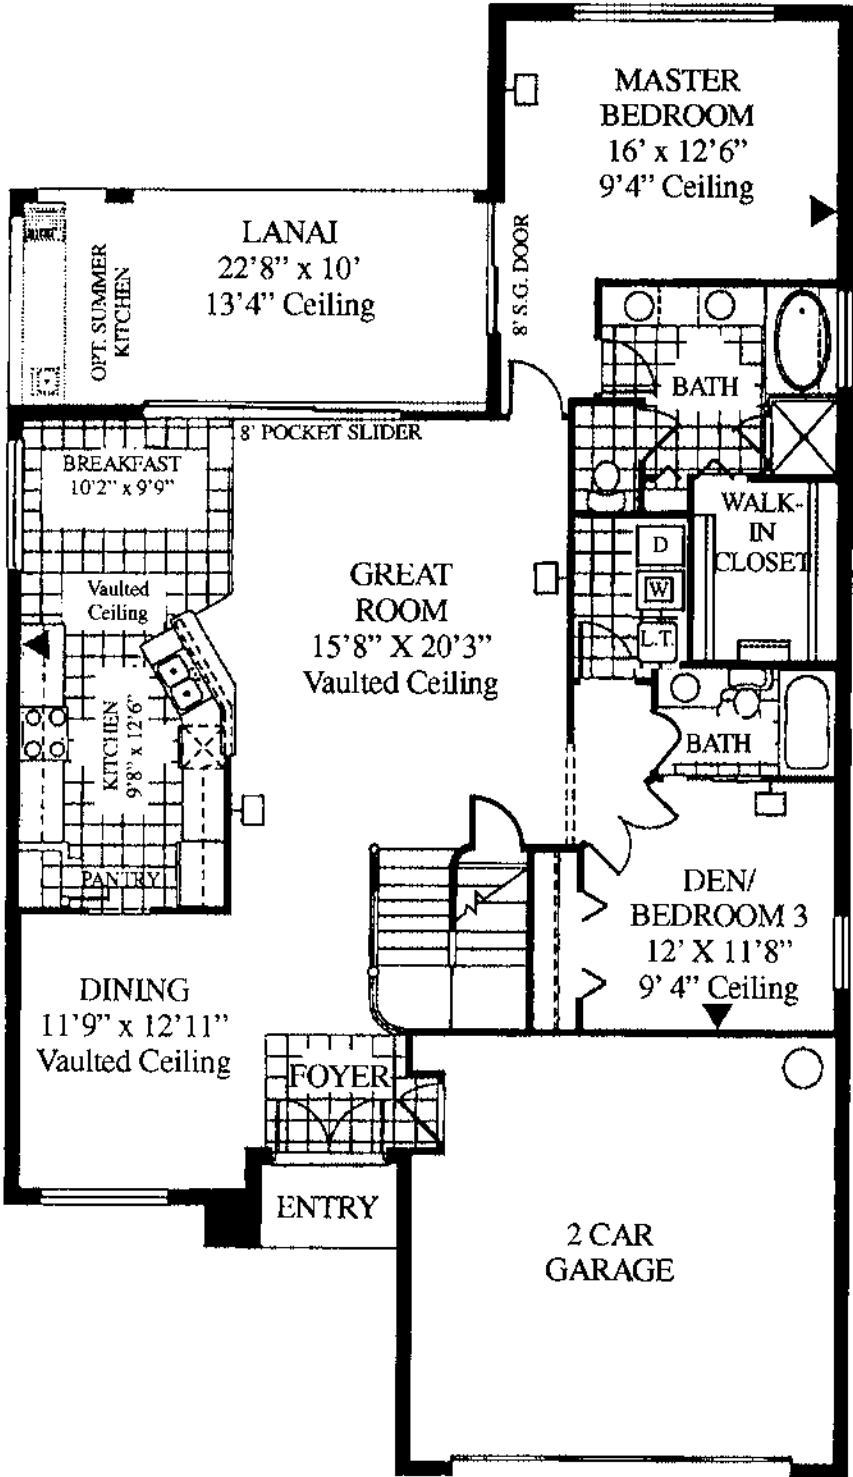 MASTER
BEDROOM
16' x 12'6"
9'4" Ceiling
LANAI
22'8" x 10'
13'4" Ceiling
OPT. SUMMER
KITCHEN
8' S.G. DOOR
BATH
8' POCKET SLIDER
BREAKFAST
10'2" x 9'9"
WALK-
IN
CLOSET
D
W
L.T.
Vaulted
Ceiling
GREAT
ROOM
15'8" X 20'3"
Vaulted Ceiling
KITCHEN
9'8" x 12'6"
BATH
PANTRY
DEN/
BEDROOM 3
12' X 11'8"
9' 4" Ceiling
DINING
11'9" x 12'11"
Vaulted Ceiling
FOYER
ENTRY
2 CAR
GARAGE